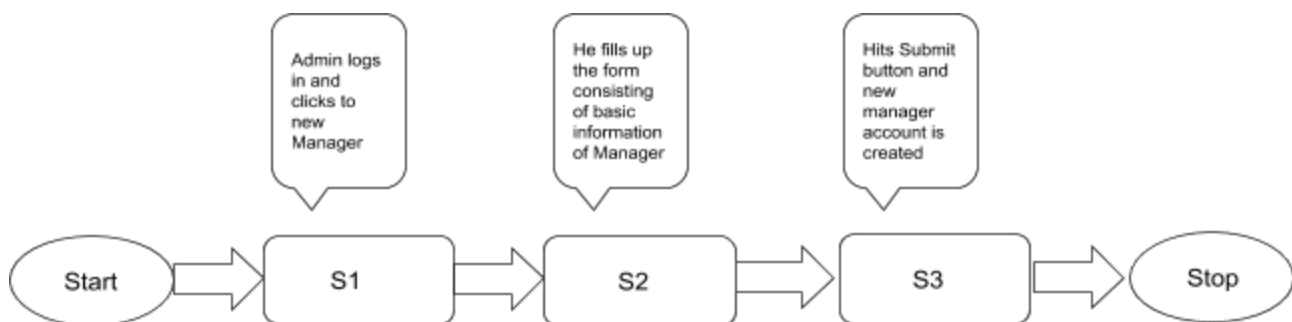 Admin logs
in and
clicks to
new
Manager
He fills up
the form
consisting
of basic
information
of Manager
Hits Submit
button and
new
manager
account is
created
Start
S1
S2
S3
Stop